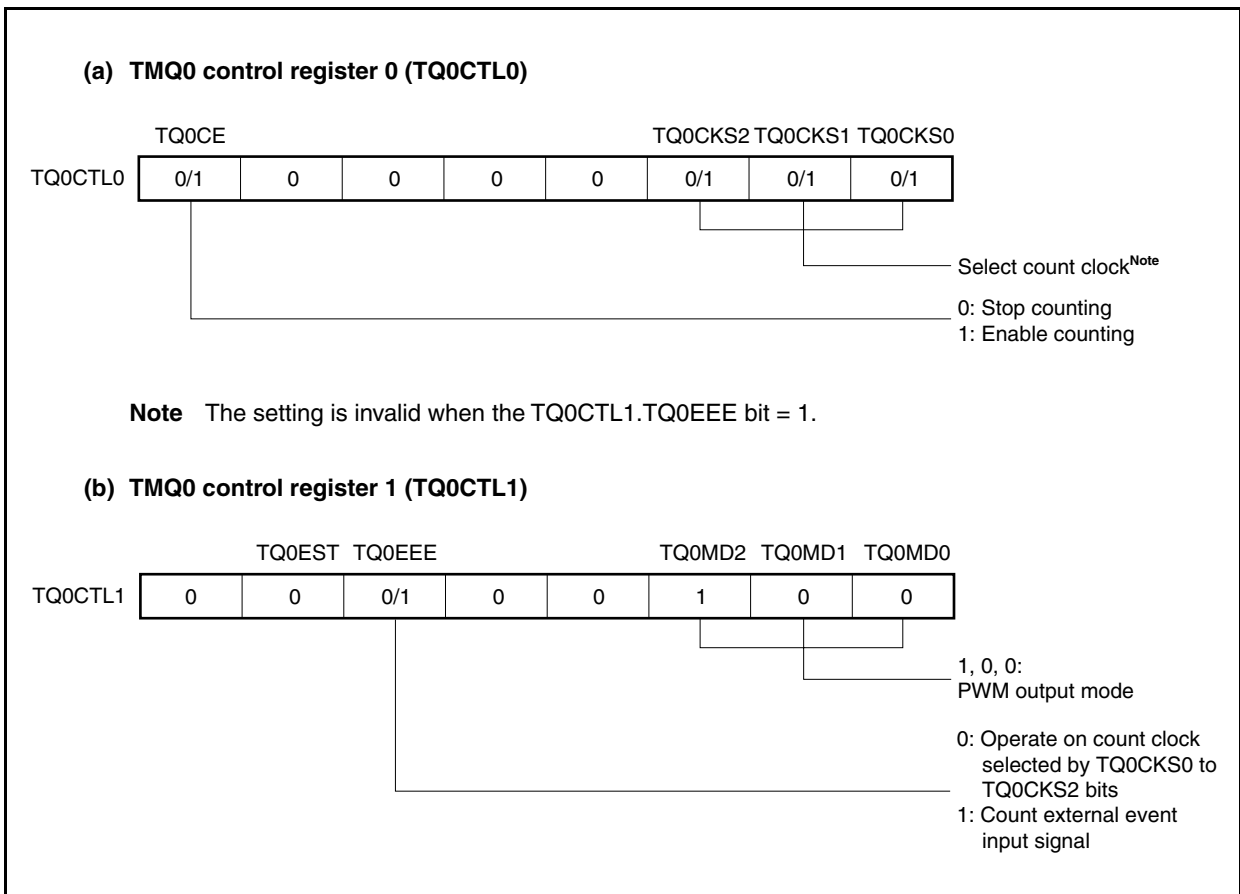 (a) TMQ0 control register 0 (TQ0CTL0)
TQ0CE TQ0CKS2 TQ0CKS1 TQ0CKS0
TQ0CTL0 0/1 0 0 0 0 0/1 0/1 0/1
Select count clockNote
0: Stop counting
1: Enable counting
Note The setting is invalid when the TQ0CTL1.TQ0EEE bit = 1.
(b) TMQ0 control register 1 (TQ0CTL1)
TQ0EST TQ0EEE TQ0MD2 TQ0MD1 TQ0MD0
TQ0CTL1 0 0 0/1 0 0 1 0 0
1, 0, 0:
PWM output mode
0: Operate on count clock
selected by TQ0CKS0 to
TQ0CKS2 bits
1: Count external event
input signal